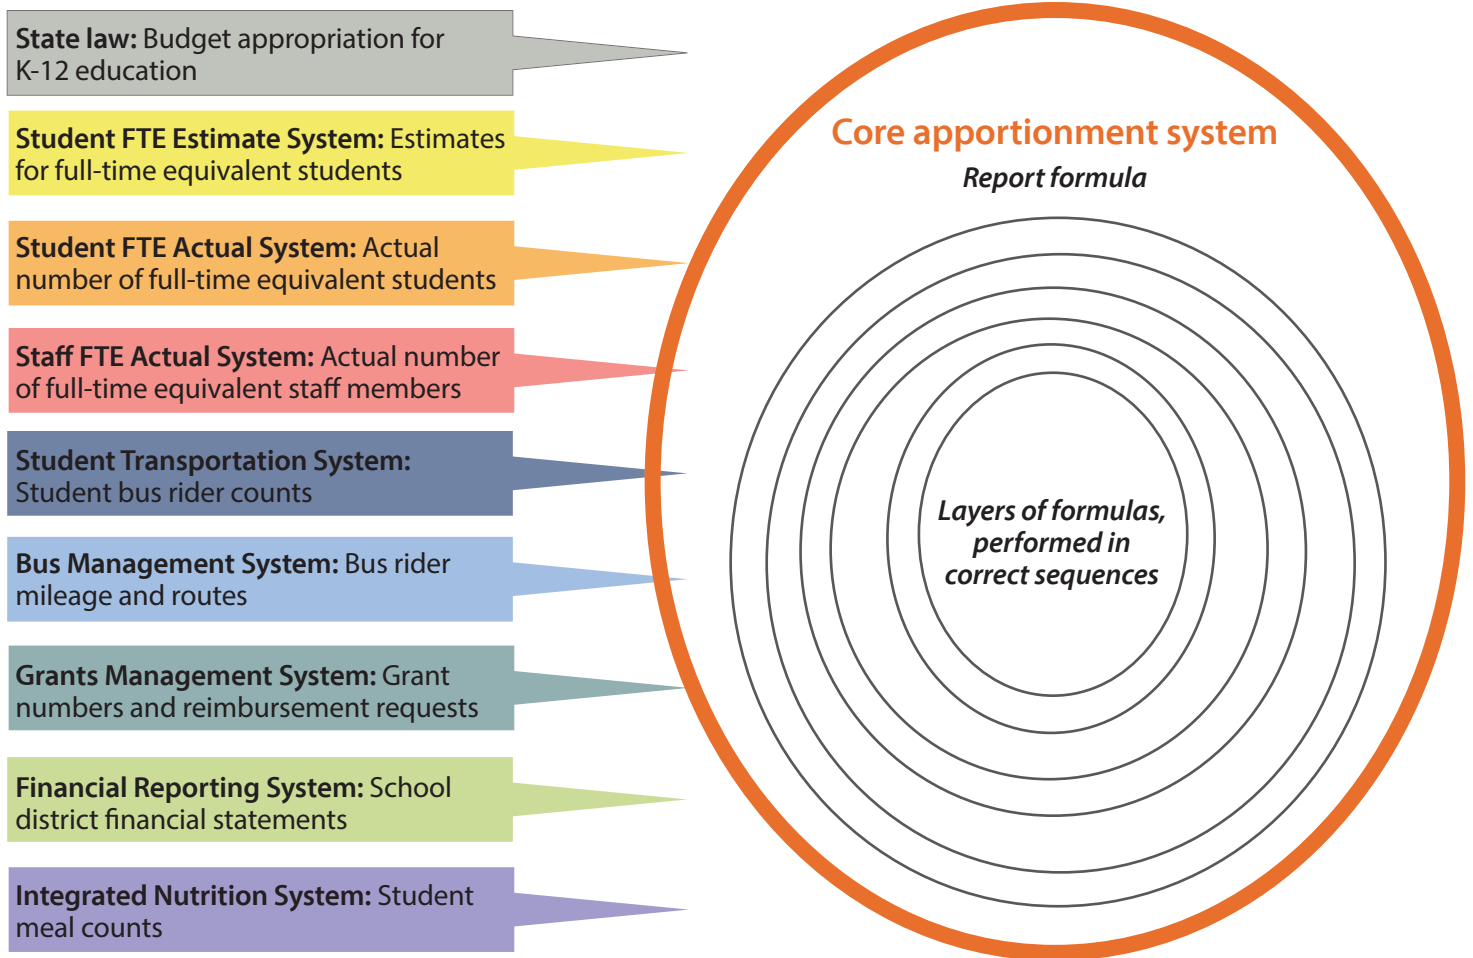 State law: Budget appropriation for
K-12 education
Student FTE Estimate System: Estimates
for full-time equivalent students
Student FTE Actual System: Actual
number of full-time equivalent students
Staff FTE Actual System: Actual number
of full-time equivalent staff members
Student Transportation System:
Student bus rider counts
Bus Management System: Bus rider
mileage and routes
Grants Management System: Grant
numbers and reimbursement requests
Financial Reporting System: School
district financial statements
Integrated Nutrition System: Student
meal counts
Core apportionment system
Report formula
Layers of formulas,
performed in
correct sequences